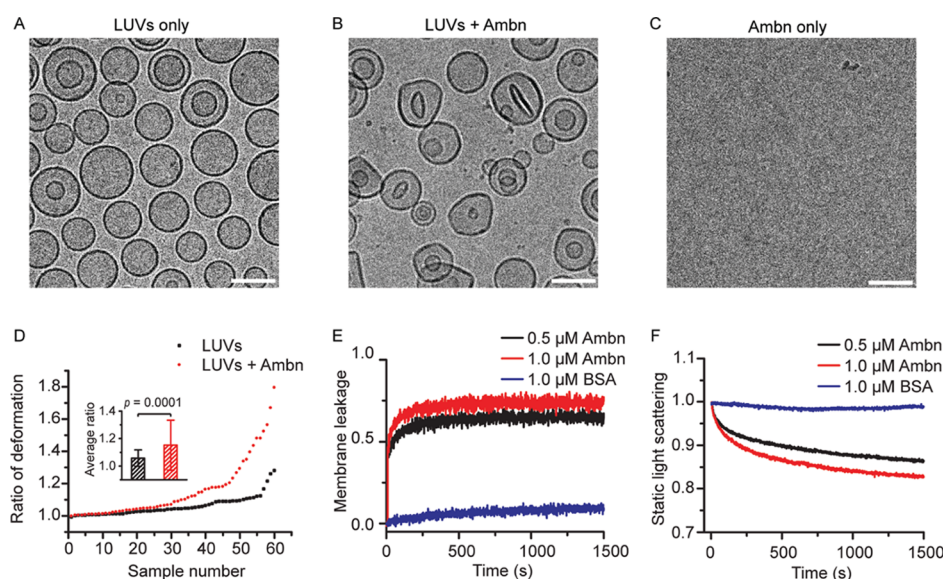 A
LUVs only
B
LUVs + Ambn
C
Ambn only
D
LUVs
LUVs + Ambn
Ratio of deformation
1.8
1.6
1.4
1.2
1.0
Average ratio
1.4
1.2
1.0
p = 0.0001
0 10 20 30 40 50 60
Sample number
E
0.5 µM Ambn
1.0 µM Ambn
1.0 µM BSA
Membrane leakage
1.0
0.5
0.0
0 500 1000 1500
Time (s)
F
0.5 µM Ambn
1.0 µM Ambn
1.0 µM BSA
Static light scattering
1.1
1.0
0.9
0.8
0.7
0 500 1000 1500
Time (s)